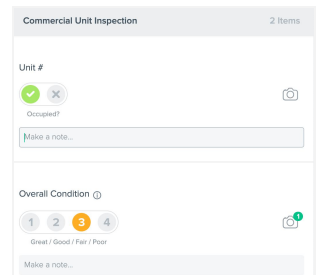 Commercial Unit Inspection 2 Items
Unit #
Occupied?
Make a note...
Overall Condition
1 2 3 4
1
Great / Good / Fair / Poor
Make a note...